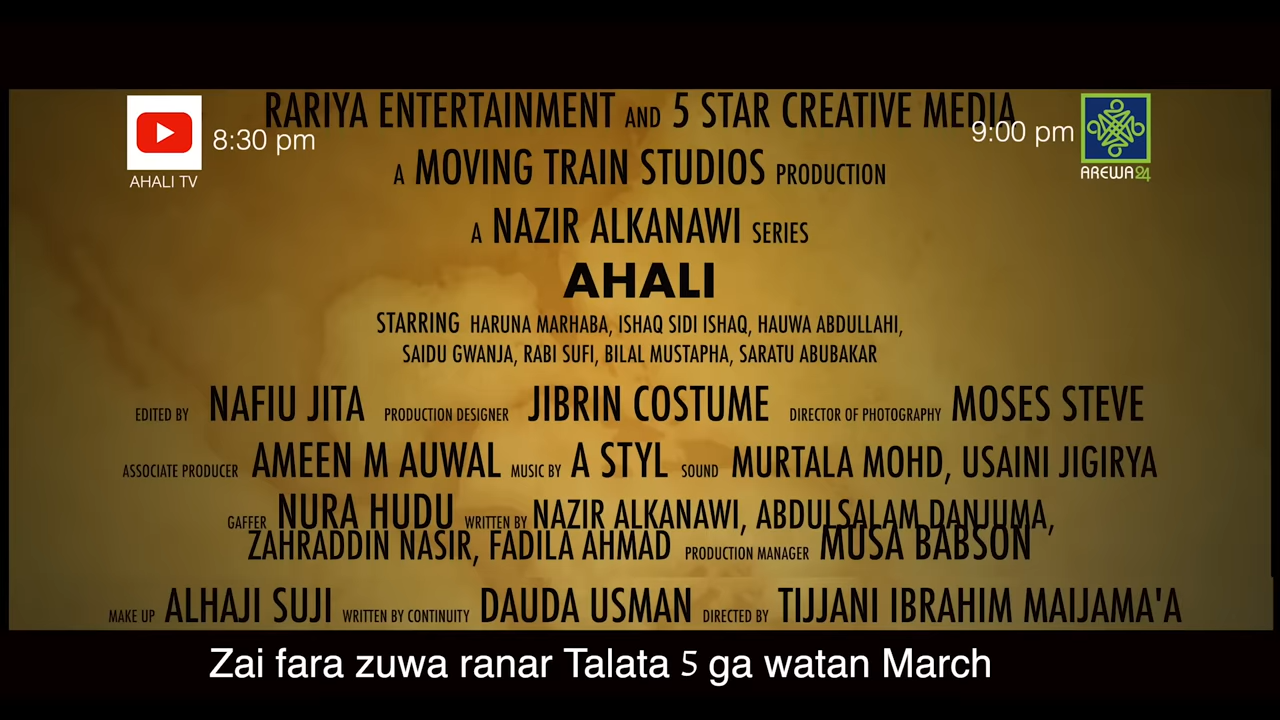 RARIYA ENTERTAINMENT AND 5 STAR CREATIVE MEDIA
8:30 pm
9:00 pm
AHALI TV
AREWA24
A MOVING TRAIN STUDIOS PRODUCTION
A NAZIR ALKANAWI SERIES
AHALI
STARRING HARUNA MARHABA, ISHAQ SIDI ISHAQ, HAUWA ABDULLAHI,
SAIDU GWANJA, RABI SUFI, BILAL MUSTAPHA, SARATU ABUBAKAR
EDITED BY NAFIU JITA PRODUCTION DESIGNER JIBRIN COSTUME DIRECTOR OF PHOTOGRAPHY MOSES STEVE
ASSOCIATE PRODUCER AMEEN M AUWAL MUSIC BY A STYL SOUND MURTALA MOHD, USAINI JIGIRYA
GAFFER NURA HUDU WRITTEN BY NAZIR ALKANAWI, ABDULSALAM DANJUMA,
ZAHRADDIN NASIR, FADILA AHMAD PRODUCTION MANAGER MUSA BABSON
MAKE UP ALHAJI SUJI WRITTEN BY CONTINUITY DAUDA USMAN DIRECTED BY TIJJANI IBRAHIM MAIJAMA'A
Zai fara zuwa ranar Talata 5 ga watan March